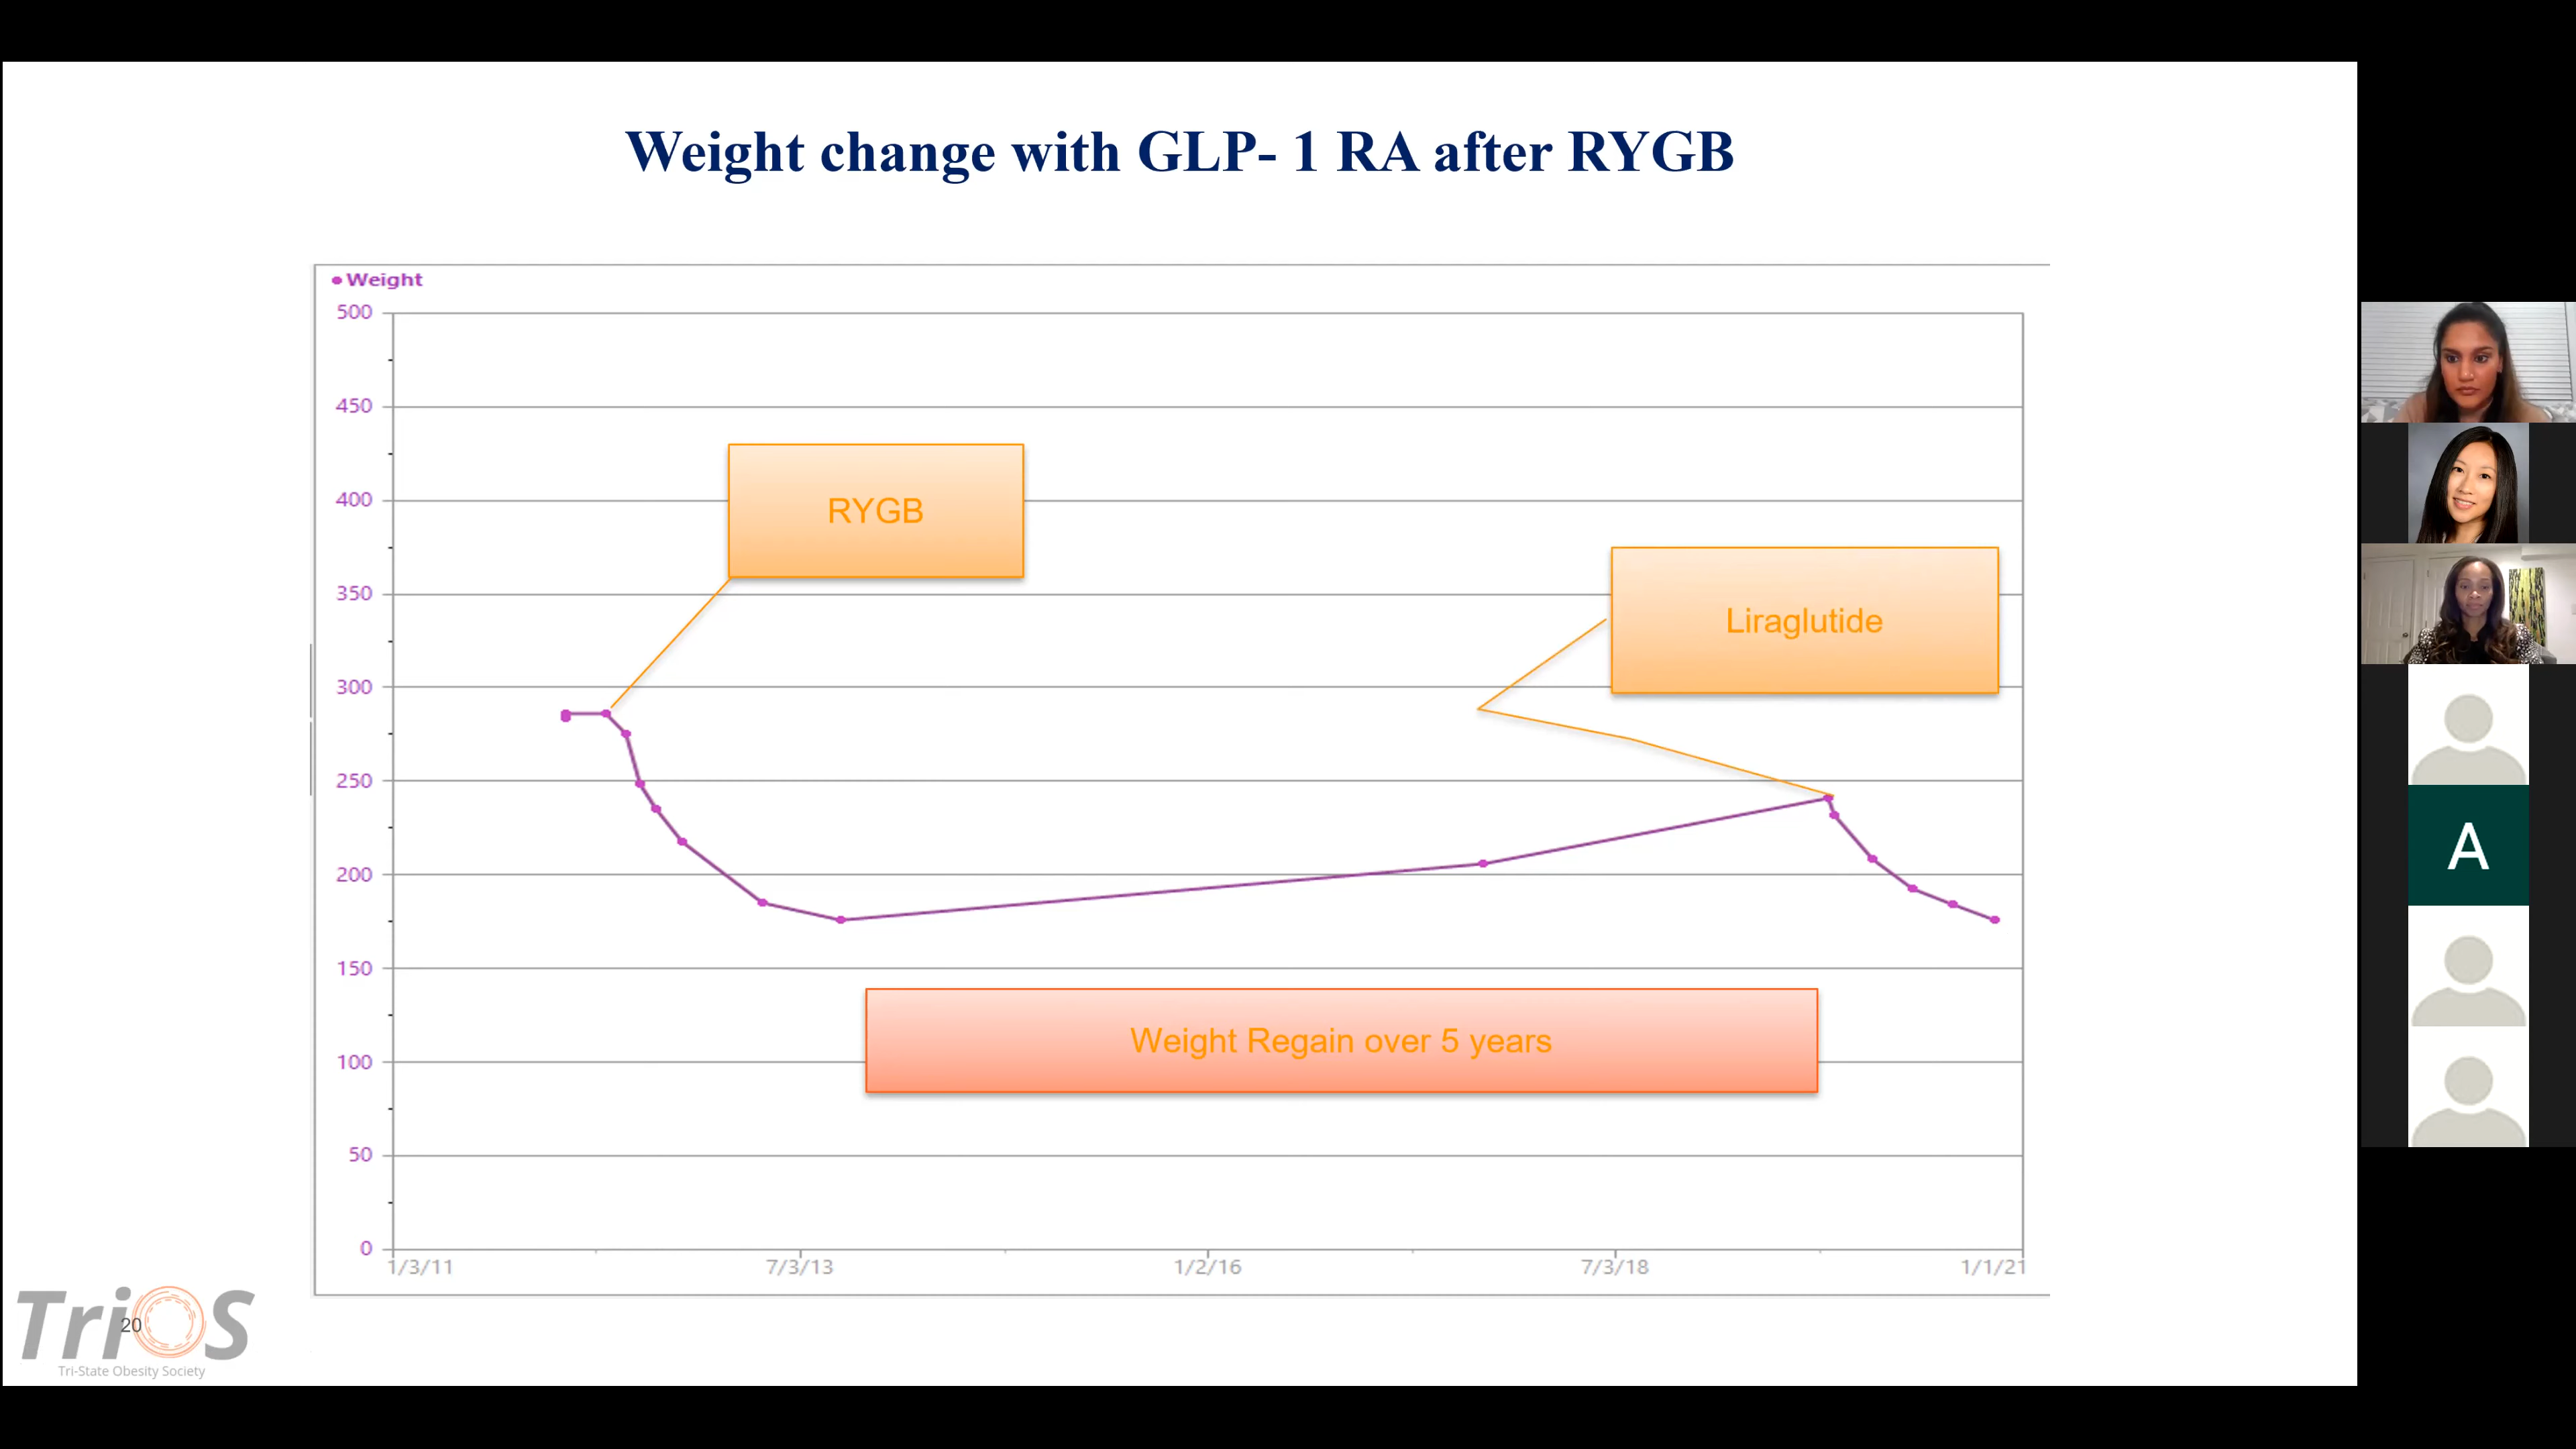 Weight change with GLP- 1 RA after RYGB
Weight
500
450
400
350
300
250
200
150
100
50
0
RYGB
Liraglutide
Weight Regain over 5 years
1/3/11
7/3/13
1/2/16
7/3/18
1/1/21
TriOS
20
Tri-State Obesity Society
A